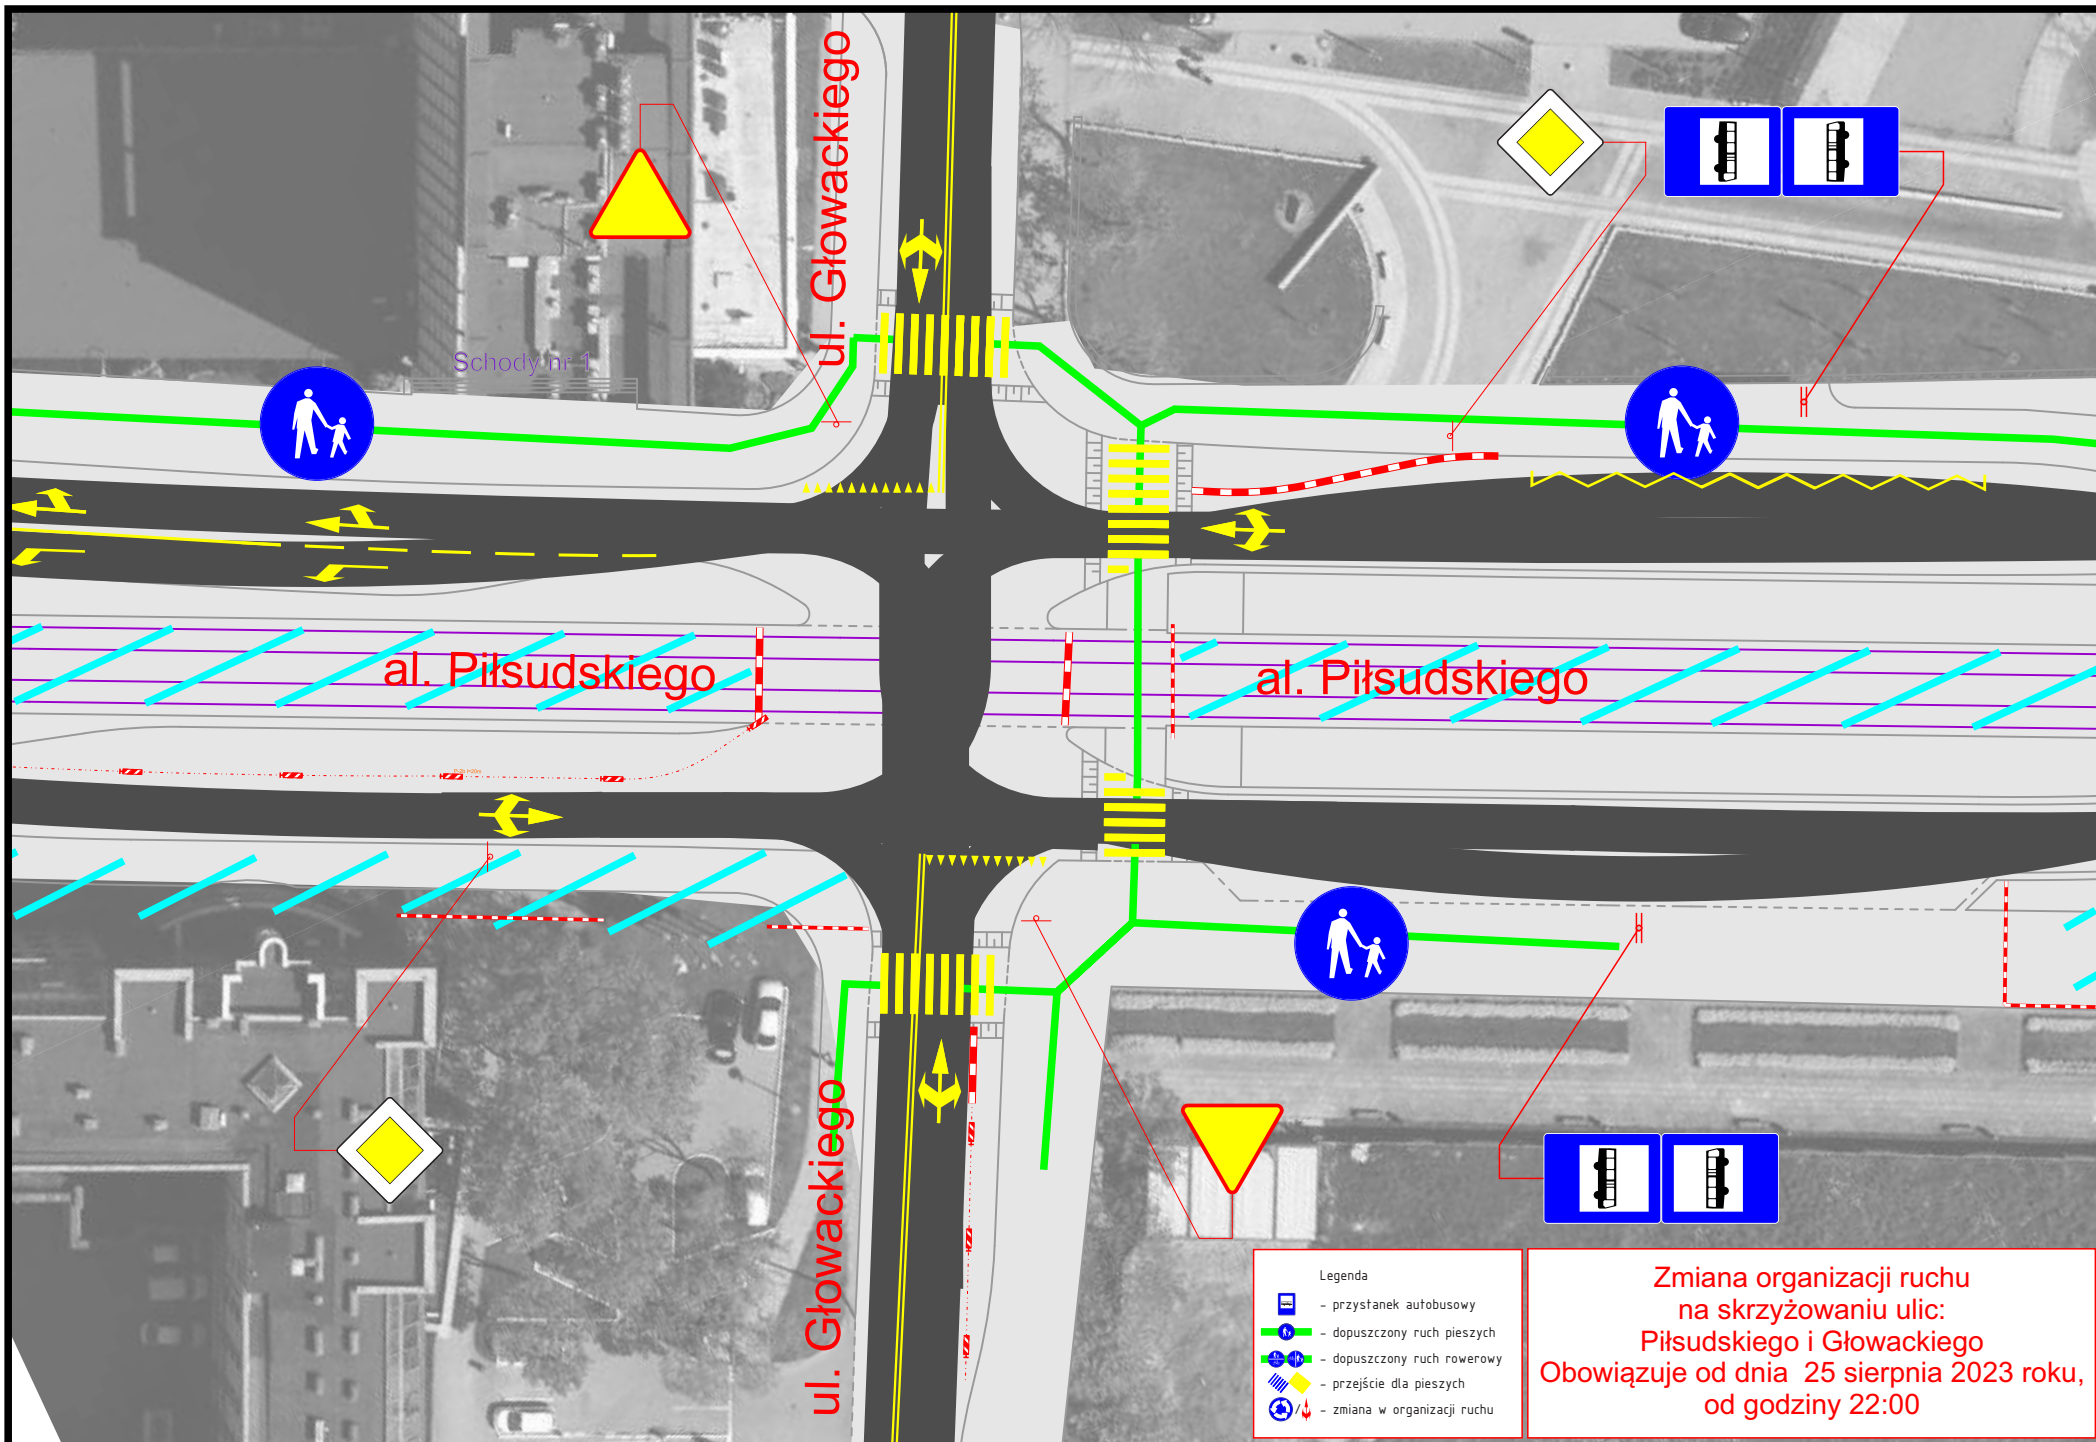 ul. Głowackiego
Schody nr 1
al. Piłsudskiego
al. Piłsudskiego
ul. Głowackiego
Legenda
- przystanek autobusowy
- dopuszczony ruch pieszych
- dopuszczony ruch rowerowy
- przejście dla pieszych
- zmiana w organizacji ruchu
Zmiana organizacji ruchu
na skrzyżowaniu ulic:
Piłsudskiego i Głowackiego
Obowiązuje od dnia 25 sierpnia 2023 roku,
od godziny 22:00